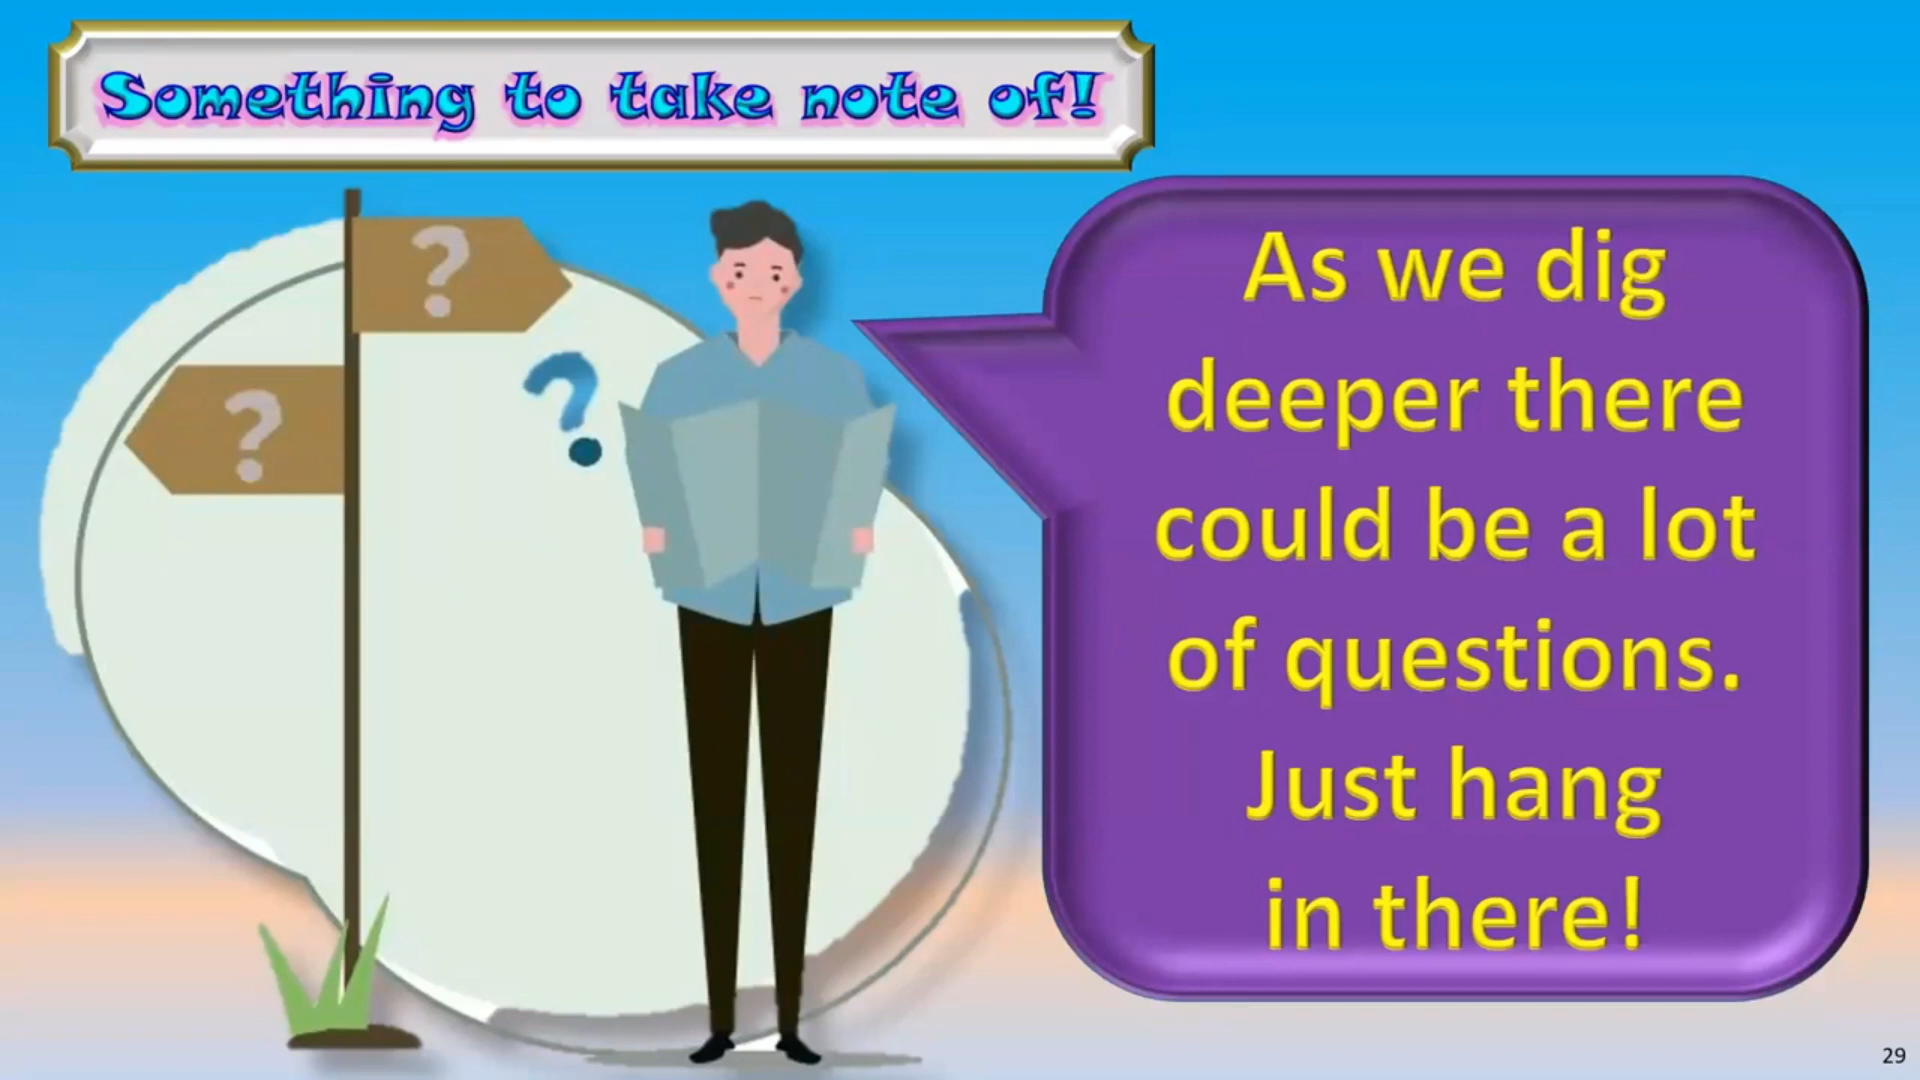 Something to take note of!
?
?
?
As we dig
deeper there
could be a lot
of questions.
Just hang
in there!
29